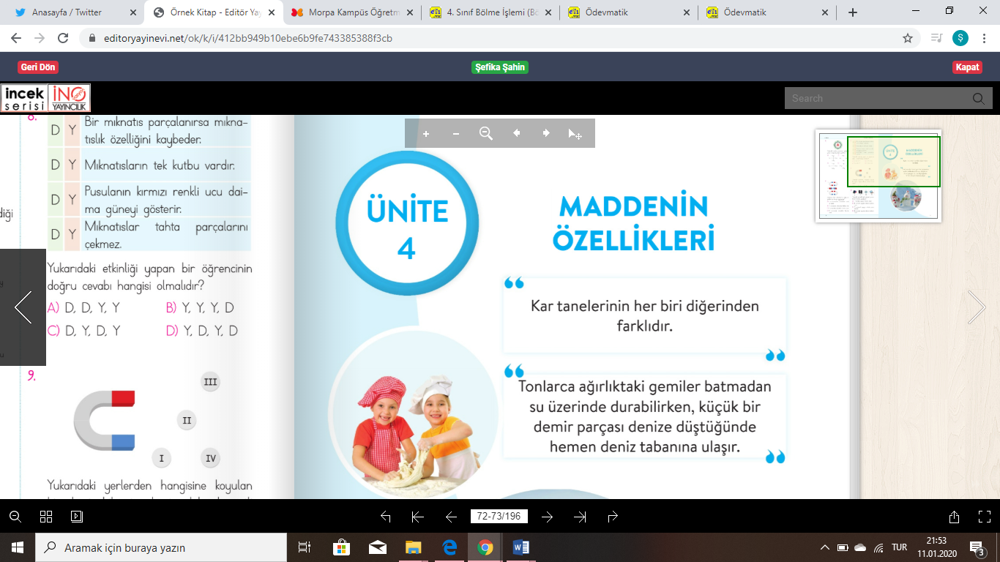 Anasayfa / Twitter
Örnek Kitap - Editör Yay
Morpa Kampüs Öğretm
4. Sınıf Bölme İşlemi (Bö
Ödevmatik
Ödevmatik
editoryayinevi.net/ok/k/i/412bb949b10ebe6b9fe743385388f3cb
Ş
Geri Dön
Şefika Şahin
Kapat
incek
serisi
İNO
YAYINCILIK
Search
8.
D Y Bir mıknatıs parçalanırsa mıkna-
tıslık özelliğini kaybeder.
D Y Mıknatısların tek kutbu vardır.
D Y Pusulanın kırmızı renkli ucu dai-
ma güneyi gösterir.
D Y Mıknatıslar tahta parçalarını
çekmez.
diği
Yukarıdaki etkinliği yapan bir öğrencinin
doğru cevabı hangisi olmalıdır?
A) D, D, Y, Y
B) Y, Y, Y, D
C) D, Y, D, Y
D) Y, D, Y, D
9.
III
II
I
IV
Yukarıdaki yerlerden hangisine koyulan
ÜNİTE
4
MADDENİN
ÖZELLİKLERİ
Kar tanelerinin her biri diğerinden
farklıdır.
Tonlarca ağırlıktaki gemiler batmadan
su üzerinde durabilirken, küçük bir
demir parçası denize düştüğünde
hemen deniz tabanına ulaşır.
72-73/196
Aramak için buraya yazın
TUR
21:53
11.01.2020
3